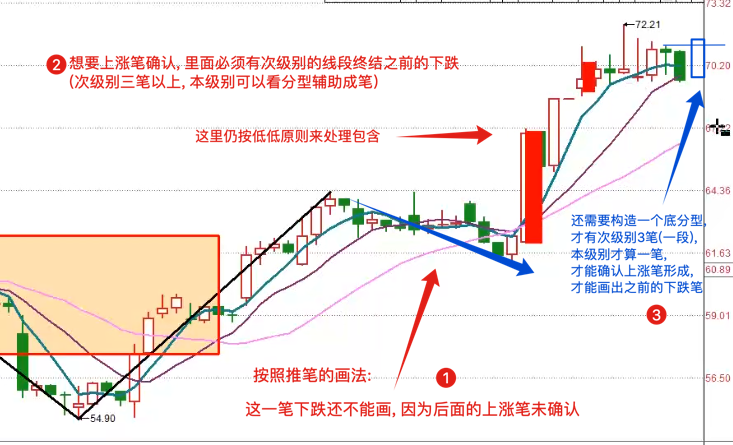 73.32
72.21
② 想要上涨笔确认, 里面必须有次级别的线段终结之前的下跌
(次级别三笔以上, 本级别可以看分型辅助成笔)
70.20
这里仍按低低原则来处理包含
64.36
还需要构造一个底分型,
才有次级别3笔(一段),
本级别才算一笔,
才能确认上涨笔形成,
才能画出之前的下跌笔
61.63
60.89
③
59.01
按照推笔的画法:
①
56.50
这一笔下跌还不能画, 因为后面的上涨笔未确认
54.90